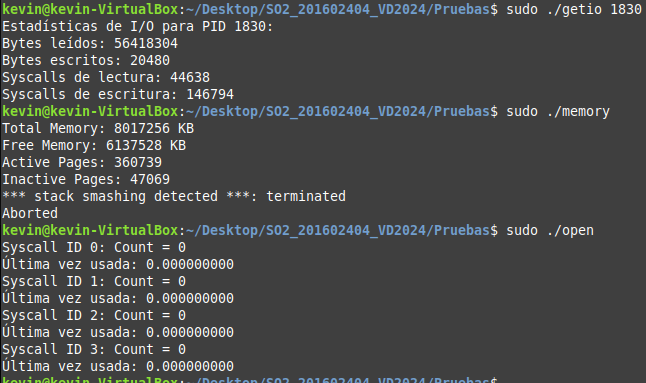 kevin@kevin-VirtualBox:~/Desktop/SO2_201602404_VD2024/Pruebas$ sudo ./getio 1830
Estadísticas de I/O para PID 1830:
Bytes leídos: 56418304
Bytes escritos: 20480
Syscalls de lectura: 44638
Syscalls de escritura: 146794
kevin@kevin-VirtualBox:~/Desktop/SO2_201602404_VD2024/Pruebas$ sudo ./memory
Total Memory: 8017256 KB
Free Memory: 6137528 KB
Active Pages: 360739
Inactive Pages: 47069
*** stack smashing detected ***: terminated
Aborted
kevin@kevin-VirtualBox:~/Desktop/SO2_201602404_VD2024/Pruebas$ sudo ./open
Syscall ID 0: Count = 0
Última vez usada: 0.000000000
Syscall ID 1: Count = 0
Última vez usada: 0.000000000
Syscall ID 2: Count = 0
Última vez usada: 0.000000000
Syscall ID 3: Count = 0
Última vez usada: 0.000000000
kevin@kevin-VirtualBox:~/Desktop/SO2_201602404_VD2024/Pruebas$